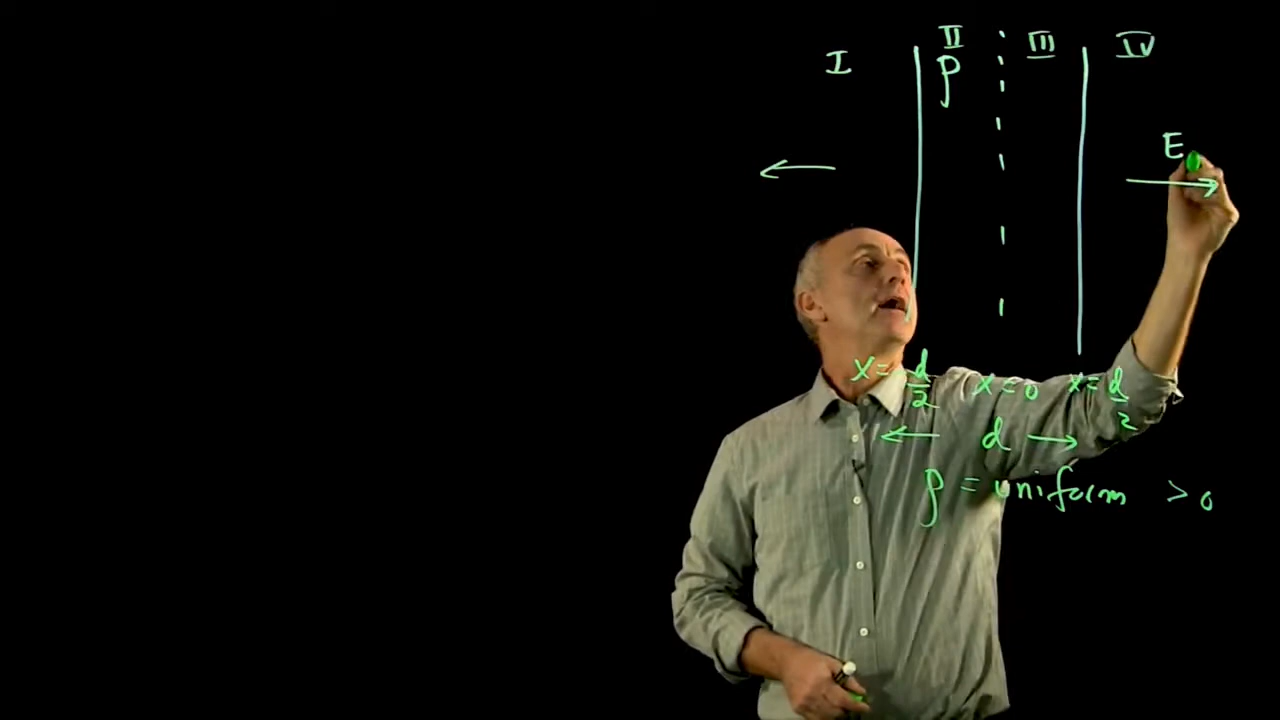 I II III IV
ρ
E
x = d/2 x = 0 x = d/2
d
ρ = uniform > 0